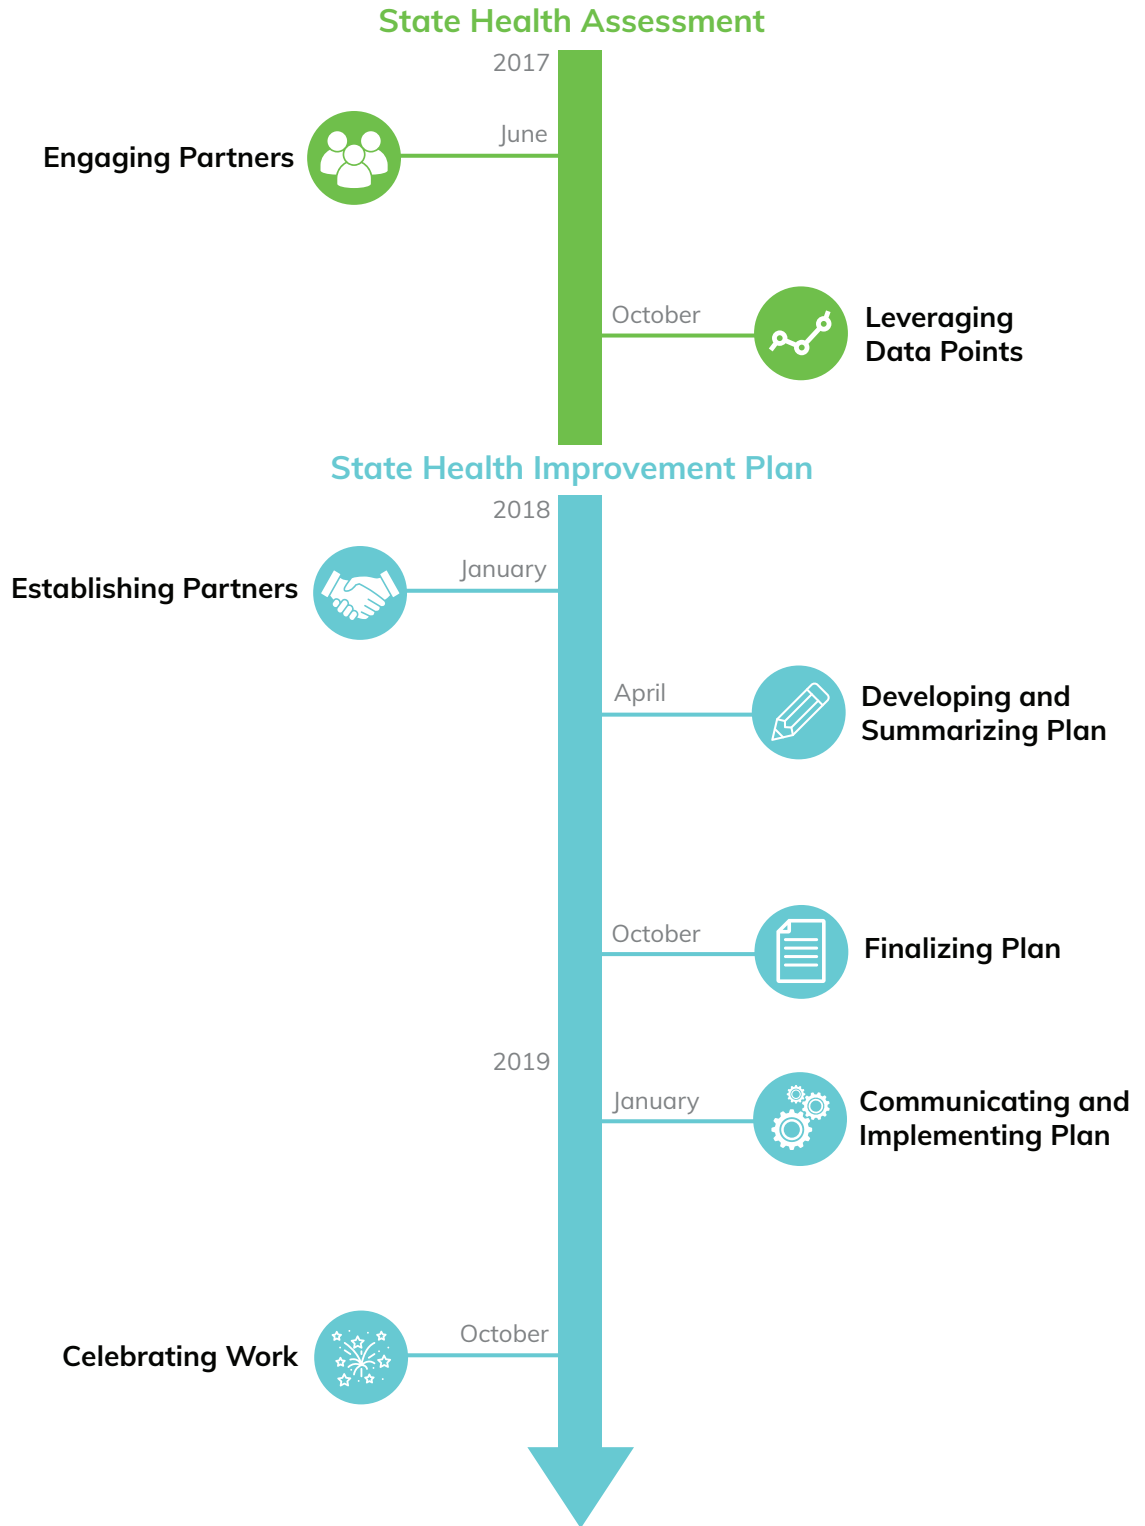 State Health Assessment
2017
June
Engaging Partners
October
Leveraging
Data Points
State Health Improvement Plan
2018
January
Establishing Partners
April
Developing and
Summarizing Plan
October
Finalizing Plan
2019
January
Communicating and
Implementing Plan
October
Celebrating Work